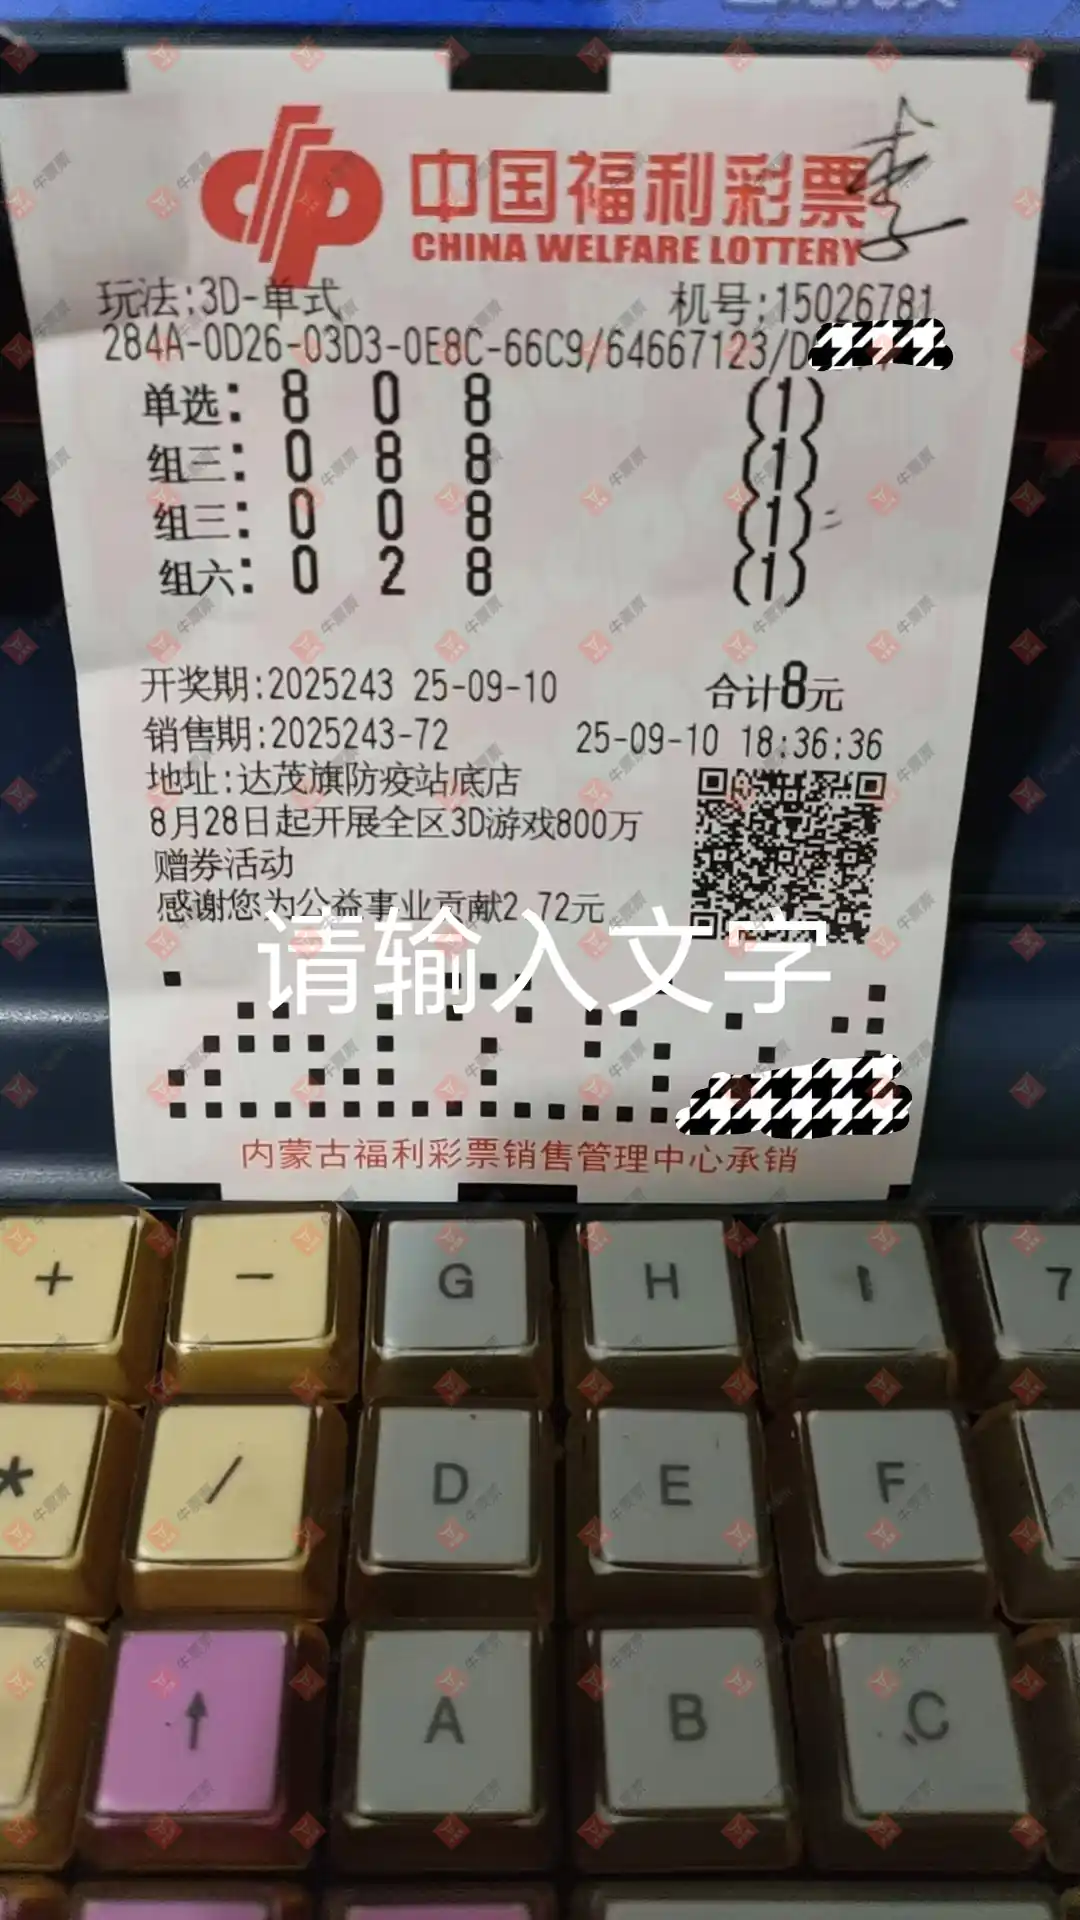 中国福利彩票
CHINA WELFARE LOTTERY
李
玩法:3D-单式 机号:15026781
284A-0D26-03D3-0E8C-66C9/64667123/D
单选: 8 0 8 (1)
组三: 0 8 8 (1)
组三: 0 0 8 (1)
组六: 0 2 8 (1)
开奖期:2025243 25-09-10 合计8元
销售期:2025243-72 25-09-10 18:36:36
地址:达茂旗防疫站底店
8月28日起开展全区3D游戏800万
赠券活动
感谢您为公益事业贡献2.72元
请输入文字
内蒙古福利彩票销售管理中心承销
+ - G H I 7
* / D E F
↑ A B C
牛票票